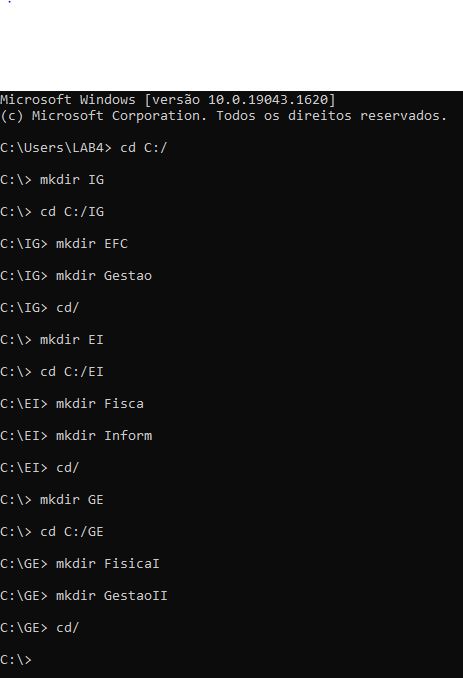 Microsoft Windows [versão 10.0.19043.1620]
(c) Microsoft Corporation. Todos os direitos reservados.
C:\Users\LAB4> cd C:/
C:\> mkdir IG
C:\> cd C:/IG
C:\IG> mkdir EFC
C:\IG> mkdir Gestao
C:\IG> cd/
C:\> mkdir EI
C:\> cd C:/EI
C:\EI> mkdir Fisca
C:\EI> mkdir Inform
C:\EI> cd/
C:\> mkdir GE
C:\> cd C:/GE
C:\GE> mkdir FisicaI
C:\GE> mkdir GestaoII
C:\GE> cd/
C:\>